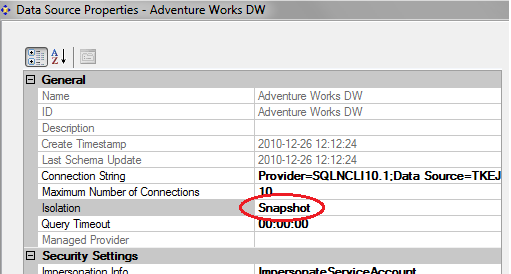 Data Source Properties - Adventure Works DW
General
Name Adventure Works DW
ID Adventure Works DW
Description
Create Timestamp 2010-12-26 12:12:24
Last Schema Update 2010-12-26 12:12:24
Connection String Provider=SQLNCLI10.1;Data Source=TKEJ
Maximum Number of Connections 10
Isolation Snapshot
Query Timeout 00:00:00
Managed Provider
Security Settings
Impersonation Info ImpersonateServiceAccount